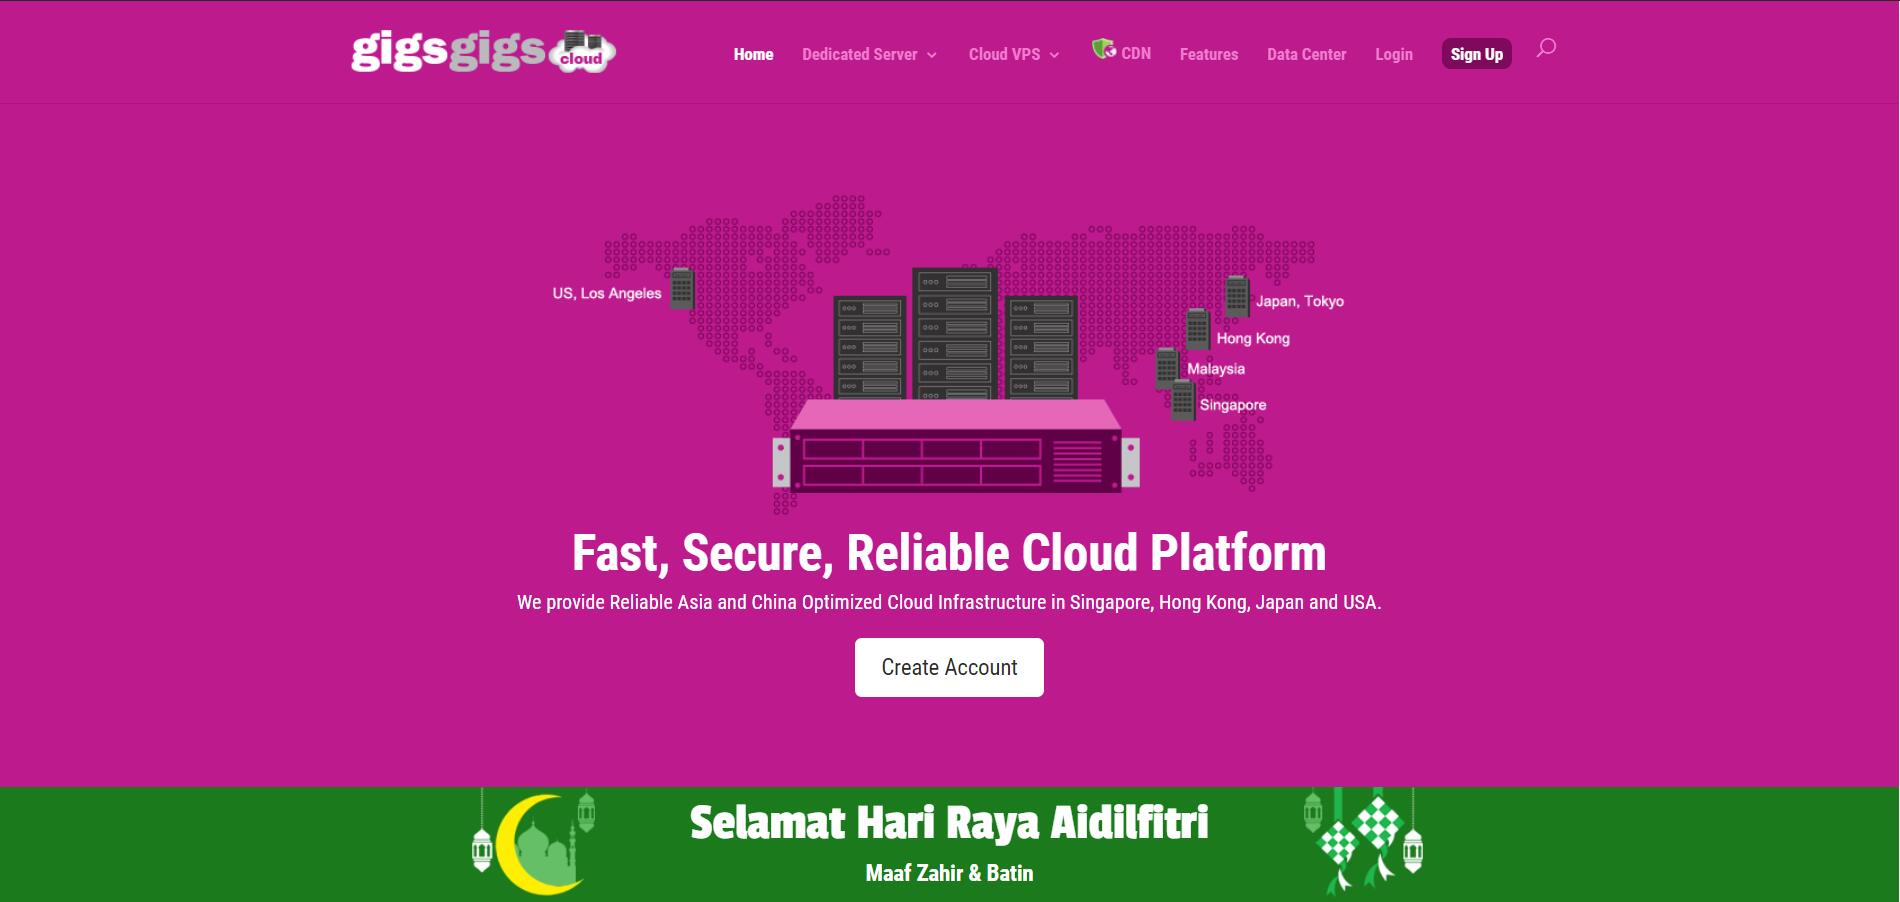 gigsgigs cloud
Home Dedicated Server Cloud VPS CDN Features Data Center Login Sign Up
US, Los Angeles
Japan, Tokyo
Hong Kong
Malaysia
Singapore
Fast, Secure, Reliable Cloud Platform
We provide Reliable Asia and China Optimized Cloud Infrastructure in Singapore, Hong Kong, Japan and USA.
Create Account
Selamat Hari Raya Aidilfitri
Maaf Zahir & Batin